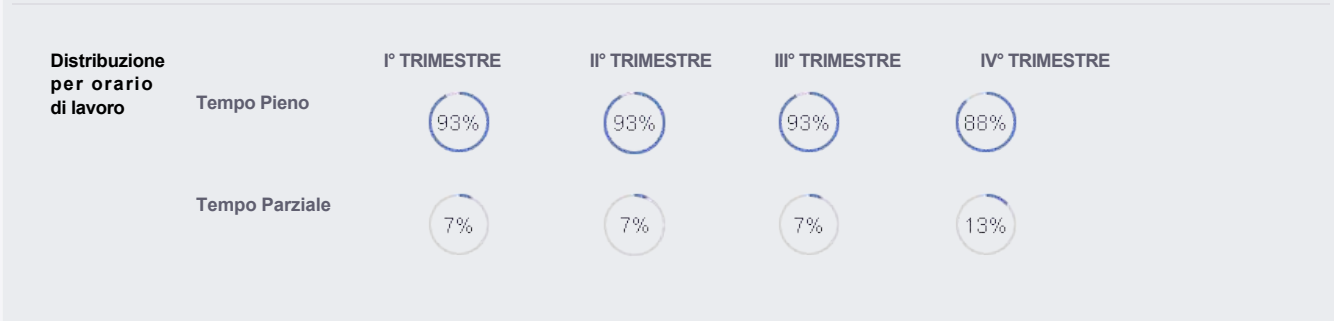 Distribuzione
per orario
di lavoro
I° TRIMESTRE II° TRIMESTRE III° TRIMESTRE IV° TRIMESTRE
Tempo Pieno
93% 93% 93% 88%
Tempo Parziale
7% 7% 7% 13%